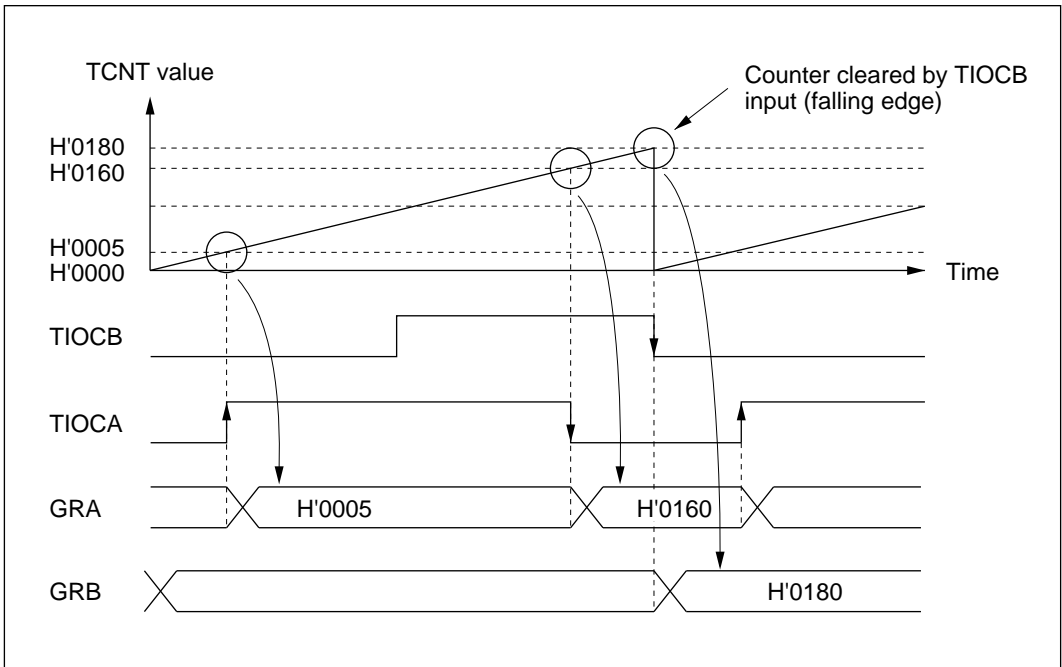 TCNT value
Counter cleared by TIOCB
input (falling edge)
H'0180
H'0160
H'0005
H'0000
Time
TIOCB
TIOCA
GRA
H'0005
H'0160
GRB
H'0180